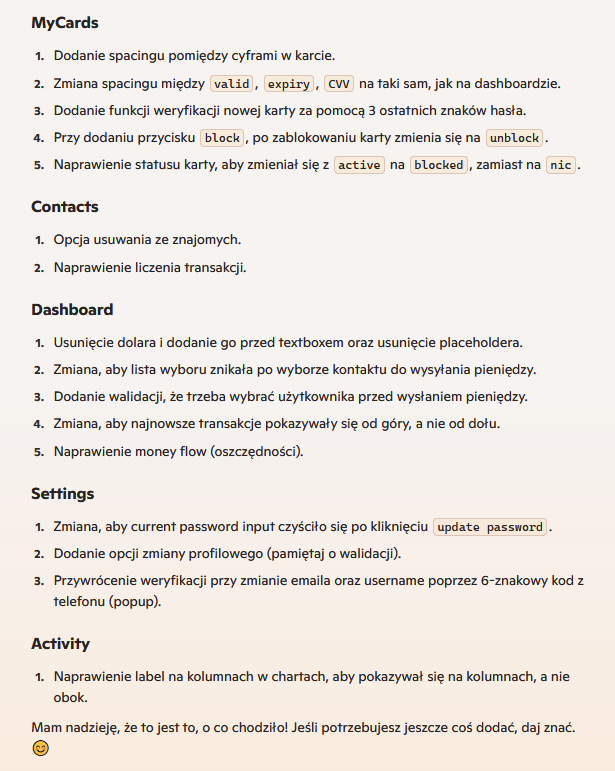 MyCards
1. Dodanie spacingu pomiędzy cyframi w karcie.
2. Zmiana spacingu między valid, expiry, CVV na taki sam, jak na dashboardzie.
3. Dodanie funkcji weryfikacji nowej karty za pomocą 3 ostatnich znaków hasła.
4. Przy dodaniu przycisku block, po zablokowaniu karty zmienia się na unblock.
5. Naprawienie statusu karty, aby zmieniał się z active na blocked, zamiast na nic.
Contacts
1. Opcja usuwania ze znajomych.
2. Naprawienie liczenia transakcji.
Dashboard
1. Usunięcie dolara i dodanie go przed textboxem oraz usunięcie placeholdera.
2. Zmiana, aby lista wyboru znikała po wyborze kontaktu do wysyłania pieniędzy.
3. Dodanie walidacji, że trzeba wybrać użytkownika przed wysłaniem pieniędzy.
4. Zmiana, aby najnowsze transakcje pokazywały się od góry, a nie od dołu.
5. Naprawienie money flow (oszczędności).
Settings
1. Zmiana, aby current password input czyściło się po kliknięciu update password.
2. Dodanie opcji zmiany profilowego (pamiętaj o walidacji).
3. Przywrócenie weryfikacji przy zmianie emaila oraz username poprzez 6-znakowy kod z
telefonu (popup).
Activity
1. Naprawienie label na kolumnach w chartach, aby pokazywał się na kolumnach, a nie
obok.
Mam nadzieję, że to jest to, o co chodziło! Jeśli potrzebujesz jeszcze coś dodać, daj znać.
😊